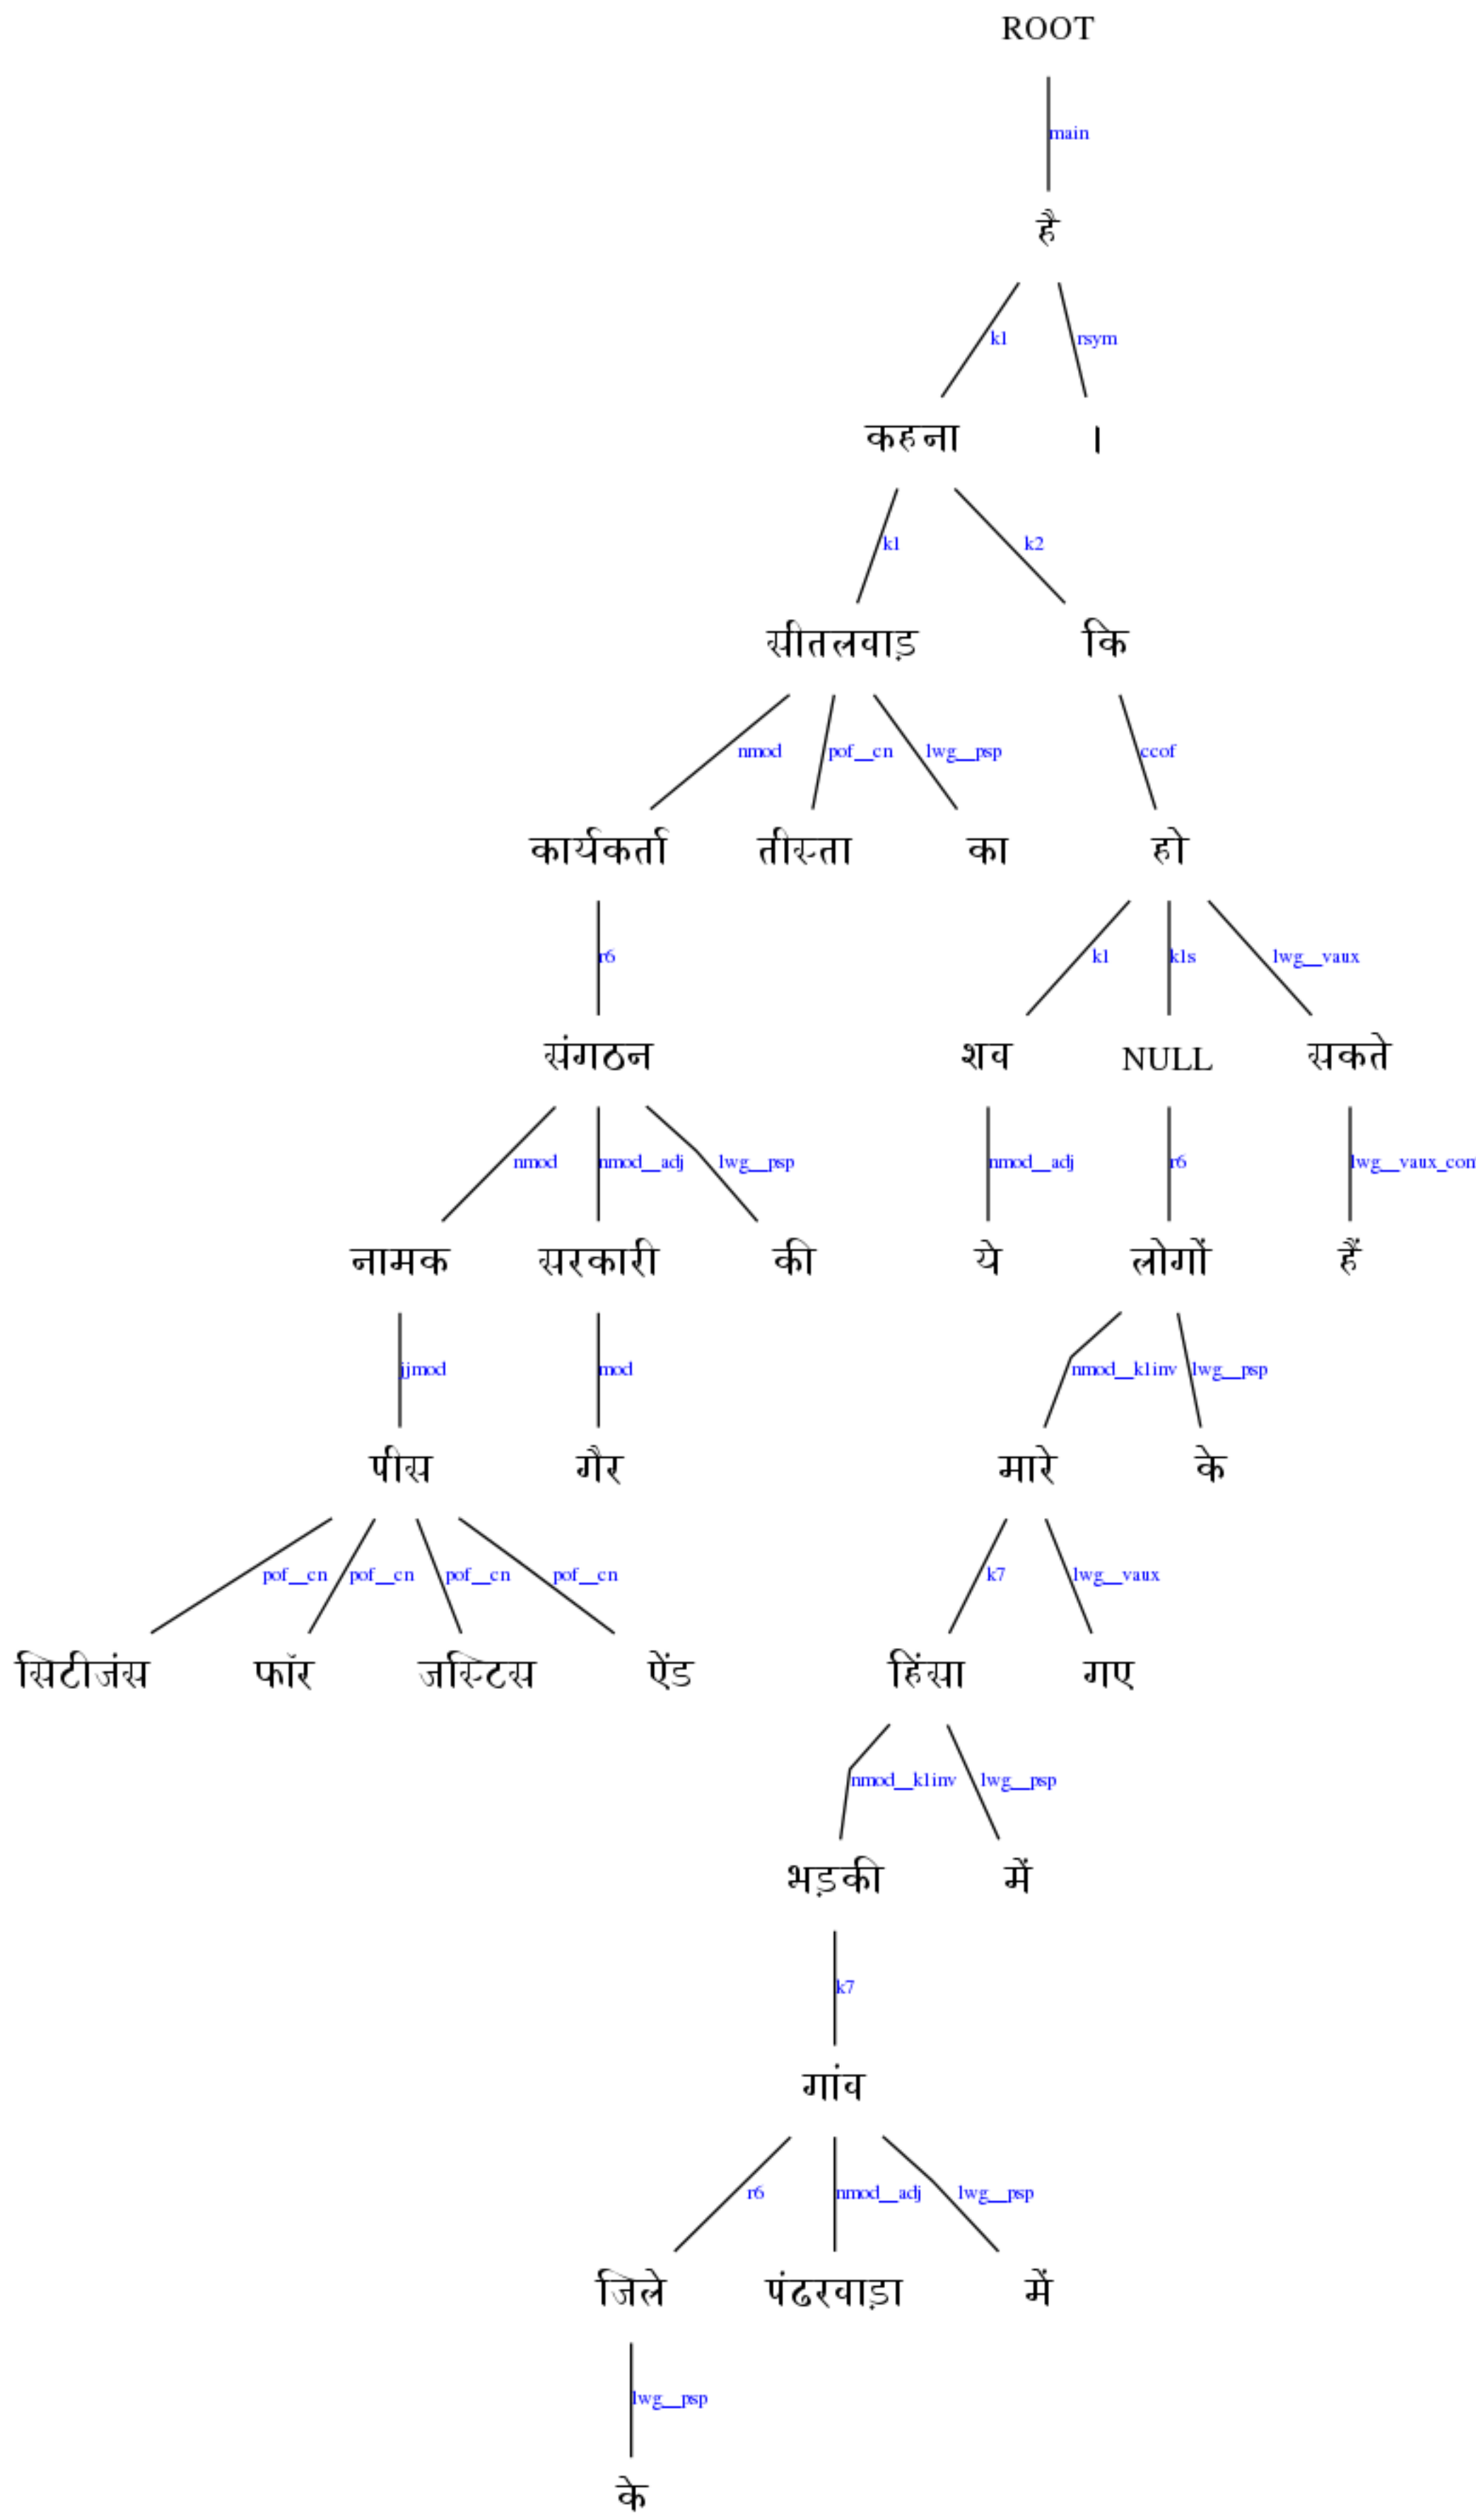 ROOT
main
है
k1 rsym
कहना ।
k1 k2
सीतलवाड़ कि
nmod pof__cn lwg__psp ccof
कार्यकर्ता तीस्ता का हो
r6 k1 k1s lwg__vaux
संगठन शव NULL सकते
nmod nmod__adj lwg__psp nmod__adj r6 lwg__vaux_con
नामक सरकारी की ये लोगों हैं
jjmod mod nmod__k1inv lwg__psp
पीस गैर मारे के
pof__cn pof__cn pof__cn pof__cn k7 lwg__vaux
सिटीजंस फॉर जस्टिस ऐंड हिंसा गए
nmod__k1inv lwg__psp
भड़की में
k7
गांव
r6 nmod__adj lwg__psp
जिले पंढरवाड़ा में
lwg__psp
के